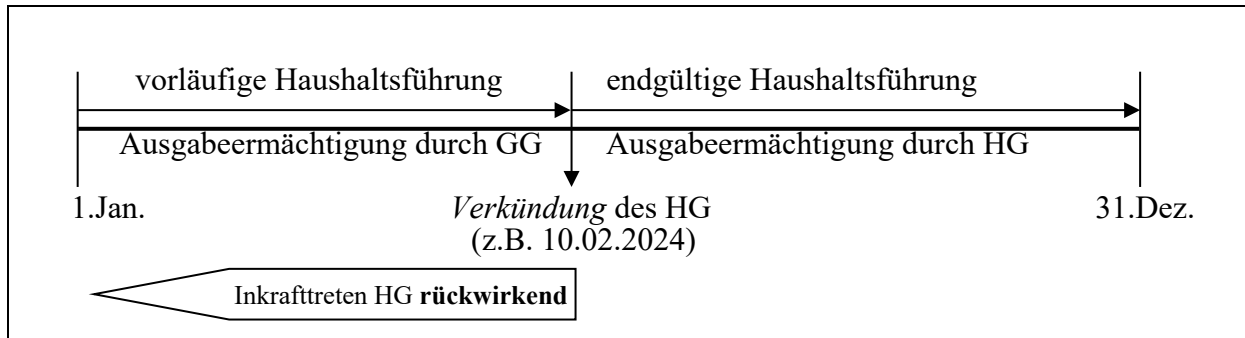 vorläufige Haushaltsführung
endgültige Haushaltsführung
Ausgabeermächtigung durch GG
Ausgabeermächtigung durch HG
1.Jan.
Verkündung des HG
31.Dez.
(z.B. 10.02.2024)
Inkrafttreten HG rückwirkend